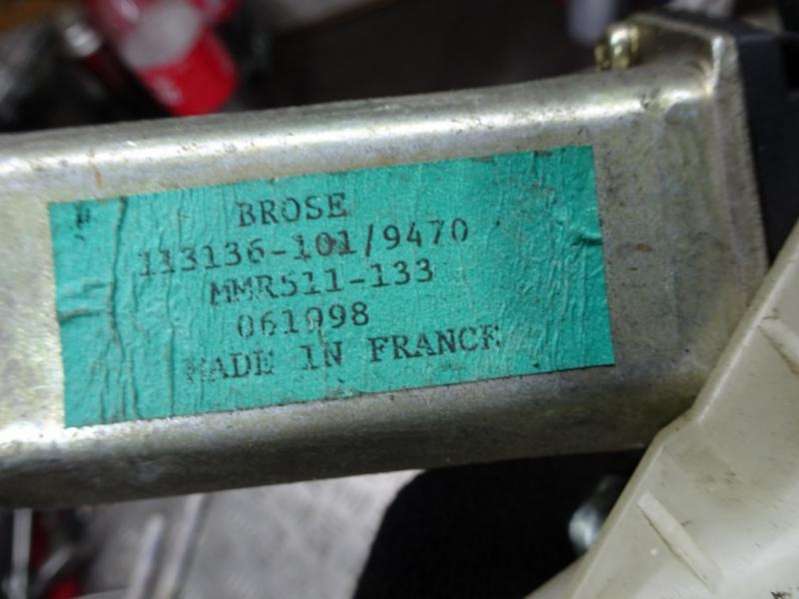 BROSE
113136-101/9470
MMR511-133
061098
MADE IN FRANCE